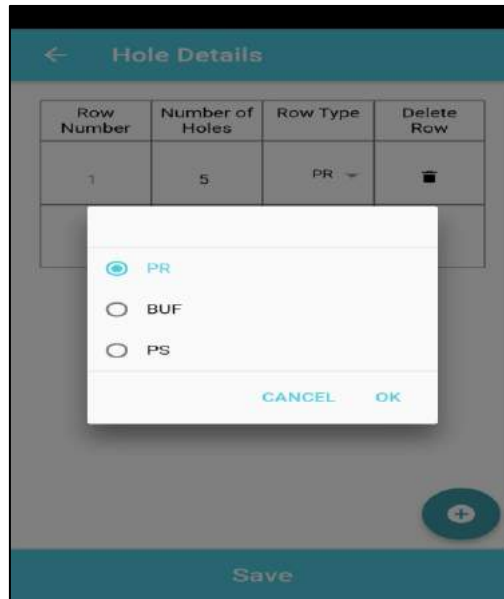 Hole Details
Row Number
Number of Holes
Row Type
Delete Row
1
5
PR
PR
BUF
PS
CANCEL
OK
Save